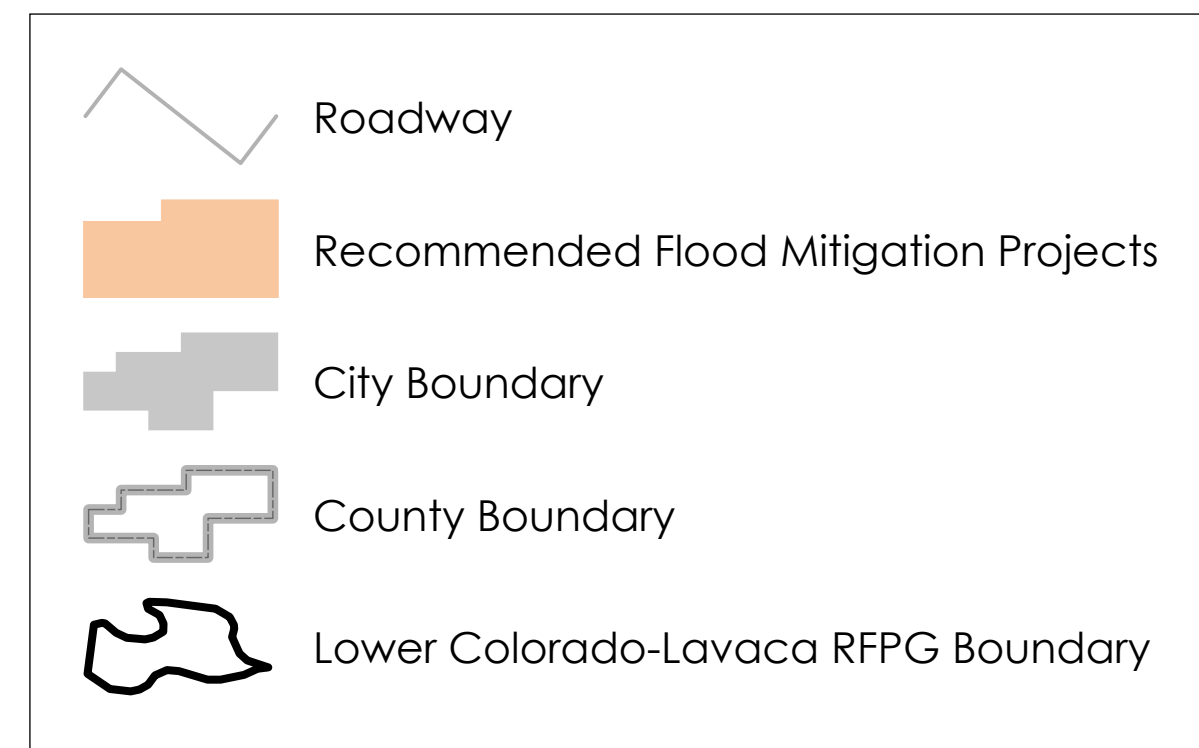 Roadway
Recommended Flood Mitigation Projects
City Boundary
County Boundary
Lower Colorado-Lavaca RFPG Boundary